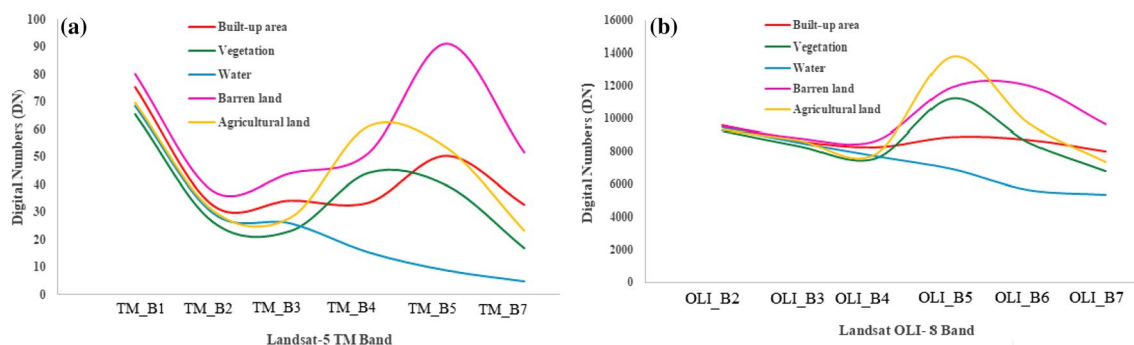 (a)
Digital Numbers (DN)
100
90
80
70
60
50
40
30
20
10
0
Built-up area
Vegetation
Water
Barren land
Agricultural land
TM_B1 TM_B2 TM_B3 TM_B4 TM_B5 TM_B7
Landsat-5 TM Band
(b)
Digital Numbers (DN)
16000
14000
12000
10000
8000
6000
4000
2000
0
Built-up area
Vegetation
Water
Barren land
Agricultural land
OLI_B2 OLI_B3 OLI_B4 OLI_B5 OLI_B6 OLI_B7
Landsat OLI- 8 Band